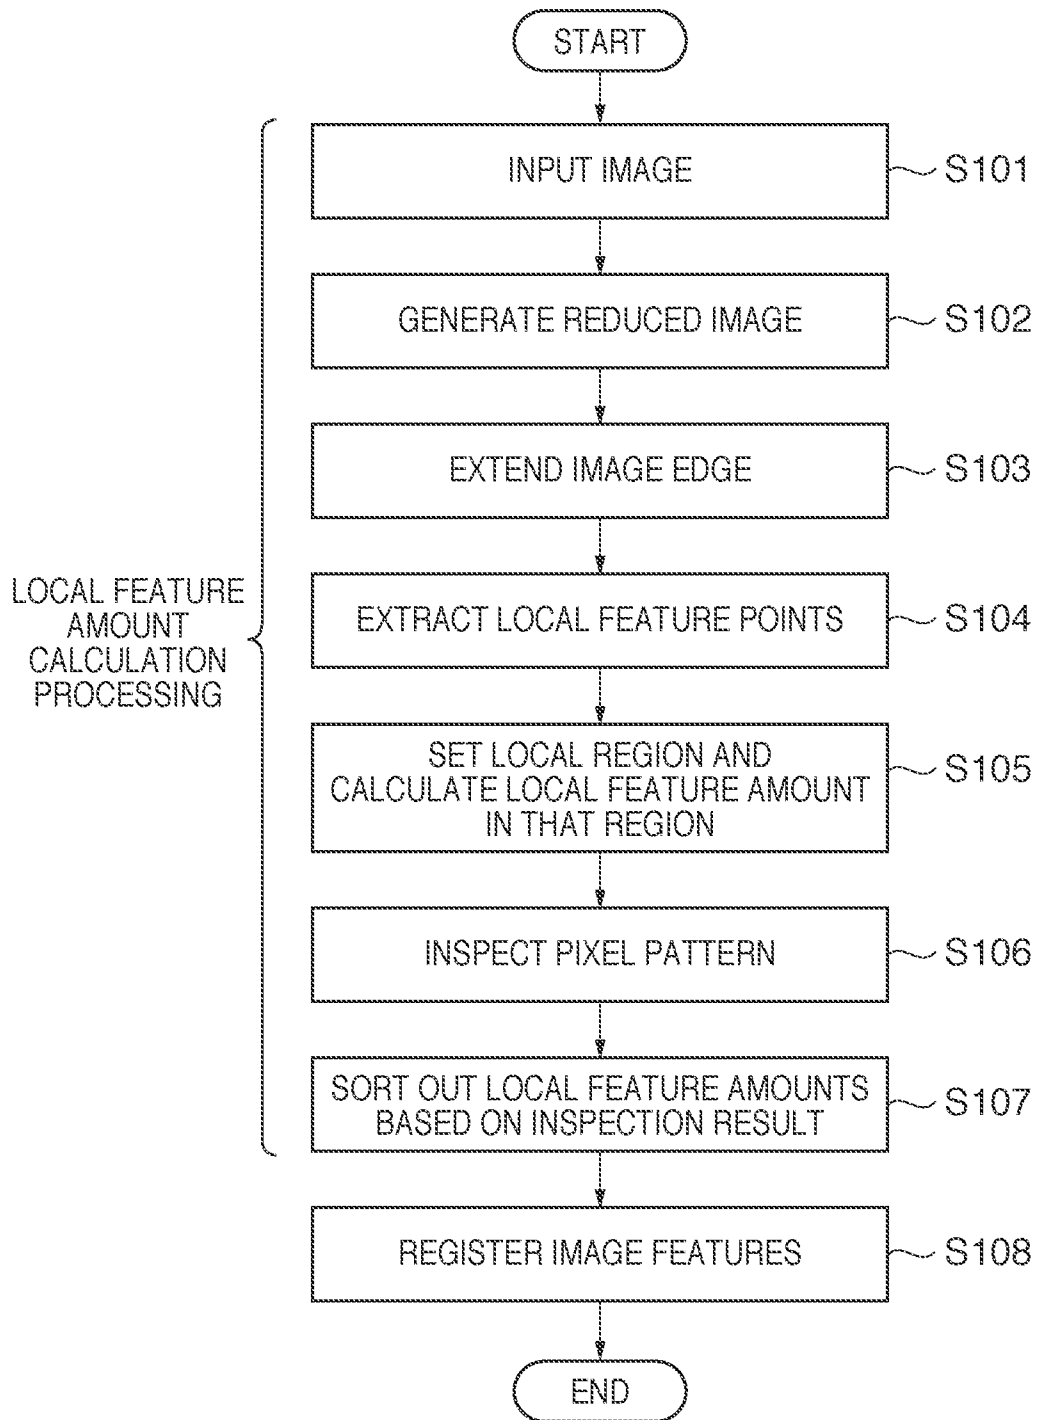 START
INPUT IMAGE
S101
GENERATE REDUCED IMAGE
S102
EXTEND IMAGE EDGE
S103
EXTRACT LOCAL FEATURE POINTS
S104
LOCAL FEATURE
AMOUNT
CALCULATION
PROCESSING
SET LOCAL REGION AND
CALCULATE LOCAL FEATURE AMOUNT
IN THAT REGION
S105
INSPECT PIXEL PATTERN
S106
SORT OUT LOCAL FEATURE AMOUNTS
BASED ON INSPECTION RESULT
S107
REGISTER IMAGE FEATURES
S108
END